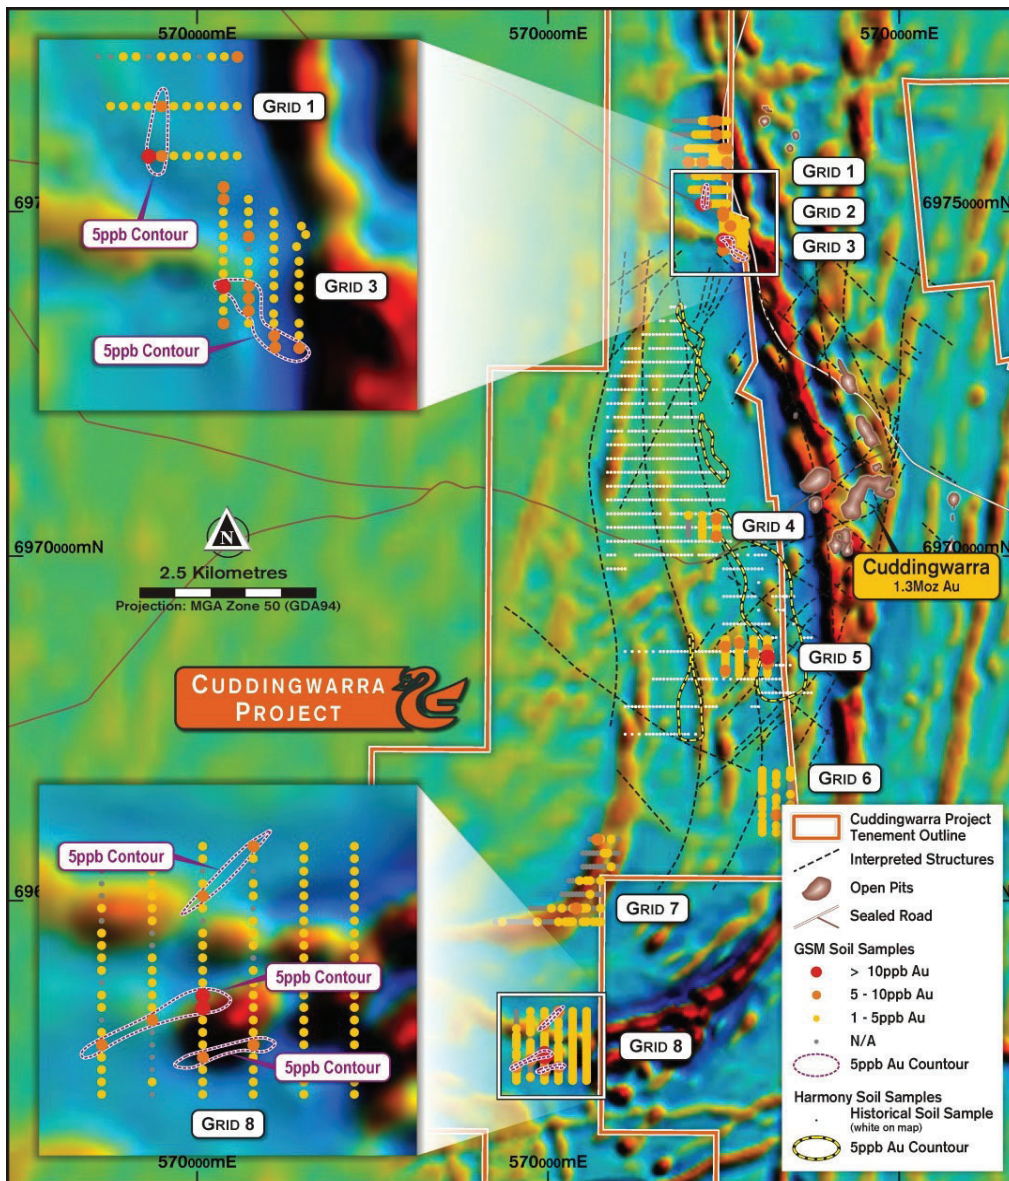 570000mE
570000mE
570000mE
GRID 1
5ppb Contour
GRID 3
5ppb Contour
697
GRID 1
GRID 2
GRID 3
6975000mN
6970000mN
N
2.5 Kilometres
Projection: MGA Zone 50 (GDA94)
GRID 4
6970000mN
Cuddingwarra
1.3Moz Au
CUDDINGWARRA
PROJECT
GRID 5
GRID 6
5ppb Contour
696
GRID 7
5ppb Contour
5ppb Contour
GRID 8
GRID 8
570000mE
570000mE
Cuddingwarra Project
Tenement Outline
Interpreted Structures
Open Pits
Sealed Road
GSM Soil Samples
> 10ppb Au
5 - 10ppb Au
1 - 5ppb Au
N/A
5ppb Au Countour
Harmony Soil Samples
Historical Soil Sample
(white on map)
5ppb Au Countour